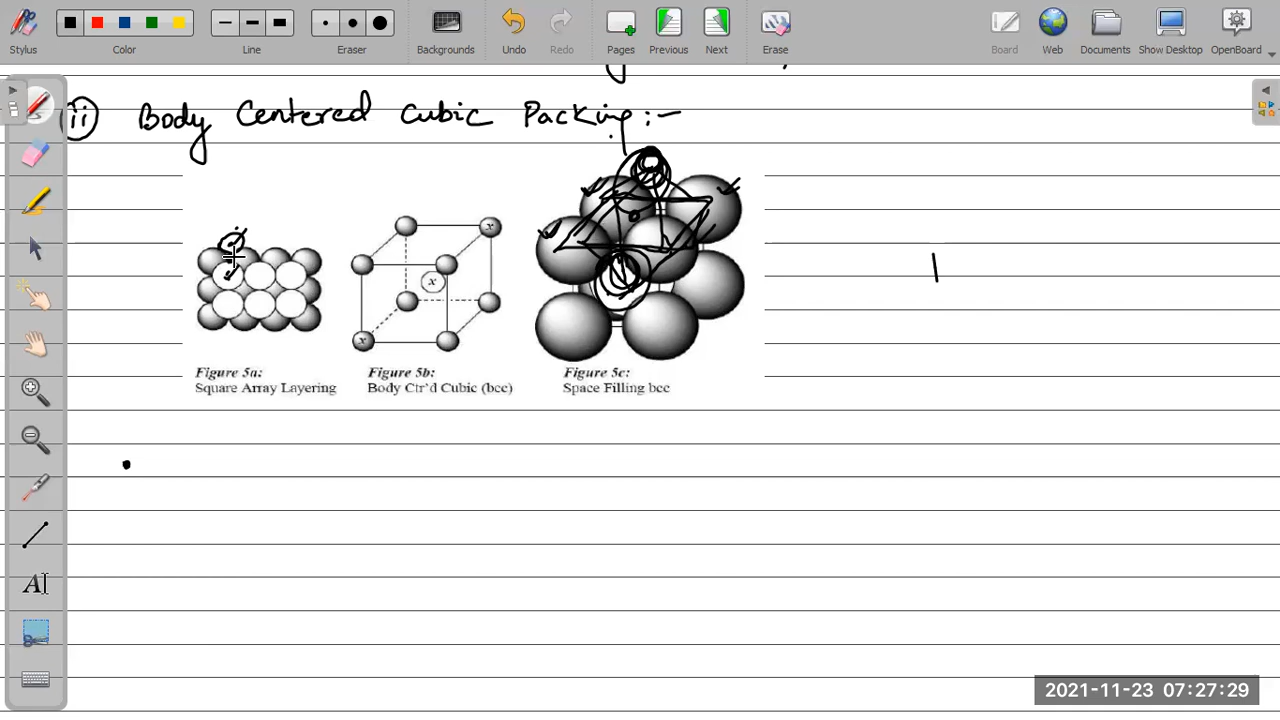 Stylus
Color
Line
Eraser
Backgrounds
Undo
Redo
Pages
Previous
Next
Erase
Board
Web
Documents
Show Desktop
OpenBoard
(ii) Body Centered Cubic Packing :-
x
x
x
Figure 5a:
Square Array Layering
Figure 5b:
Body Ctr'd Cubic (bcc)
Figure 5c:
Space Filling bcc
A
2021-11-23 07:27:29